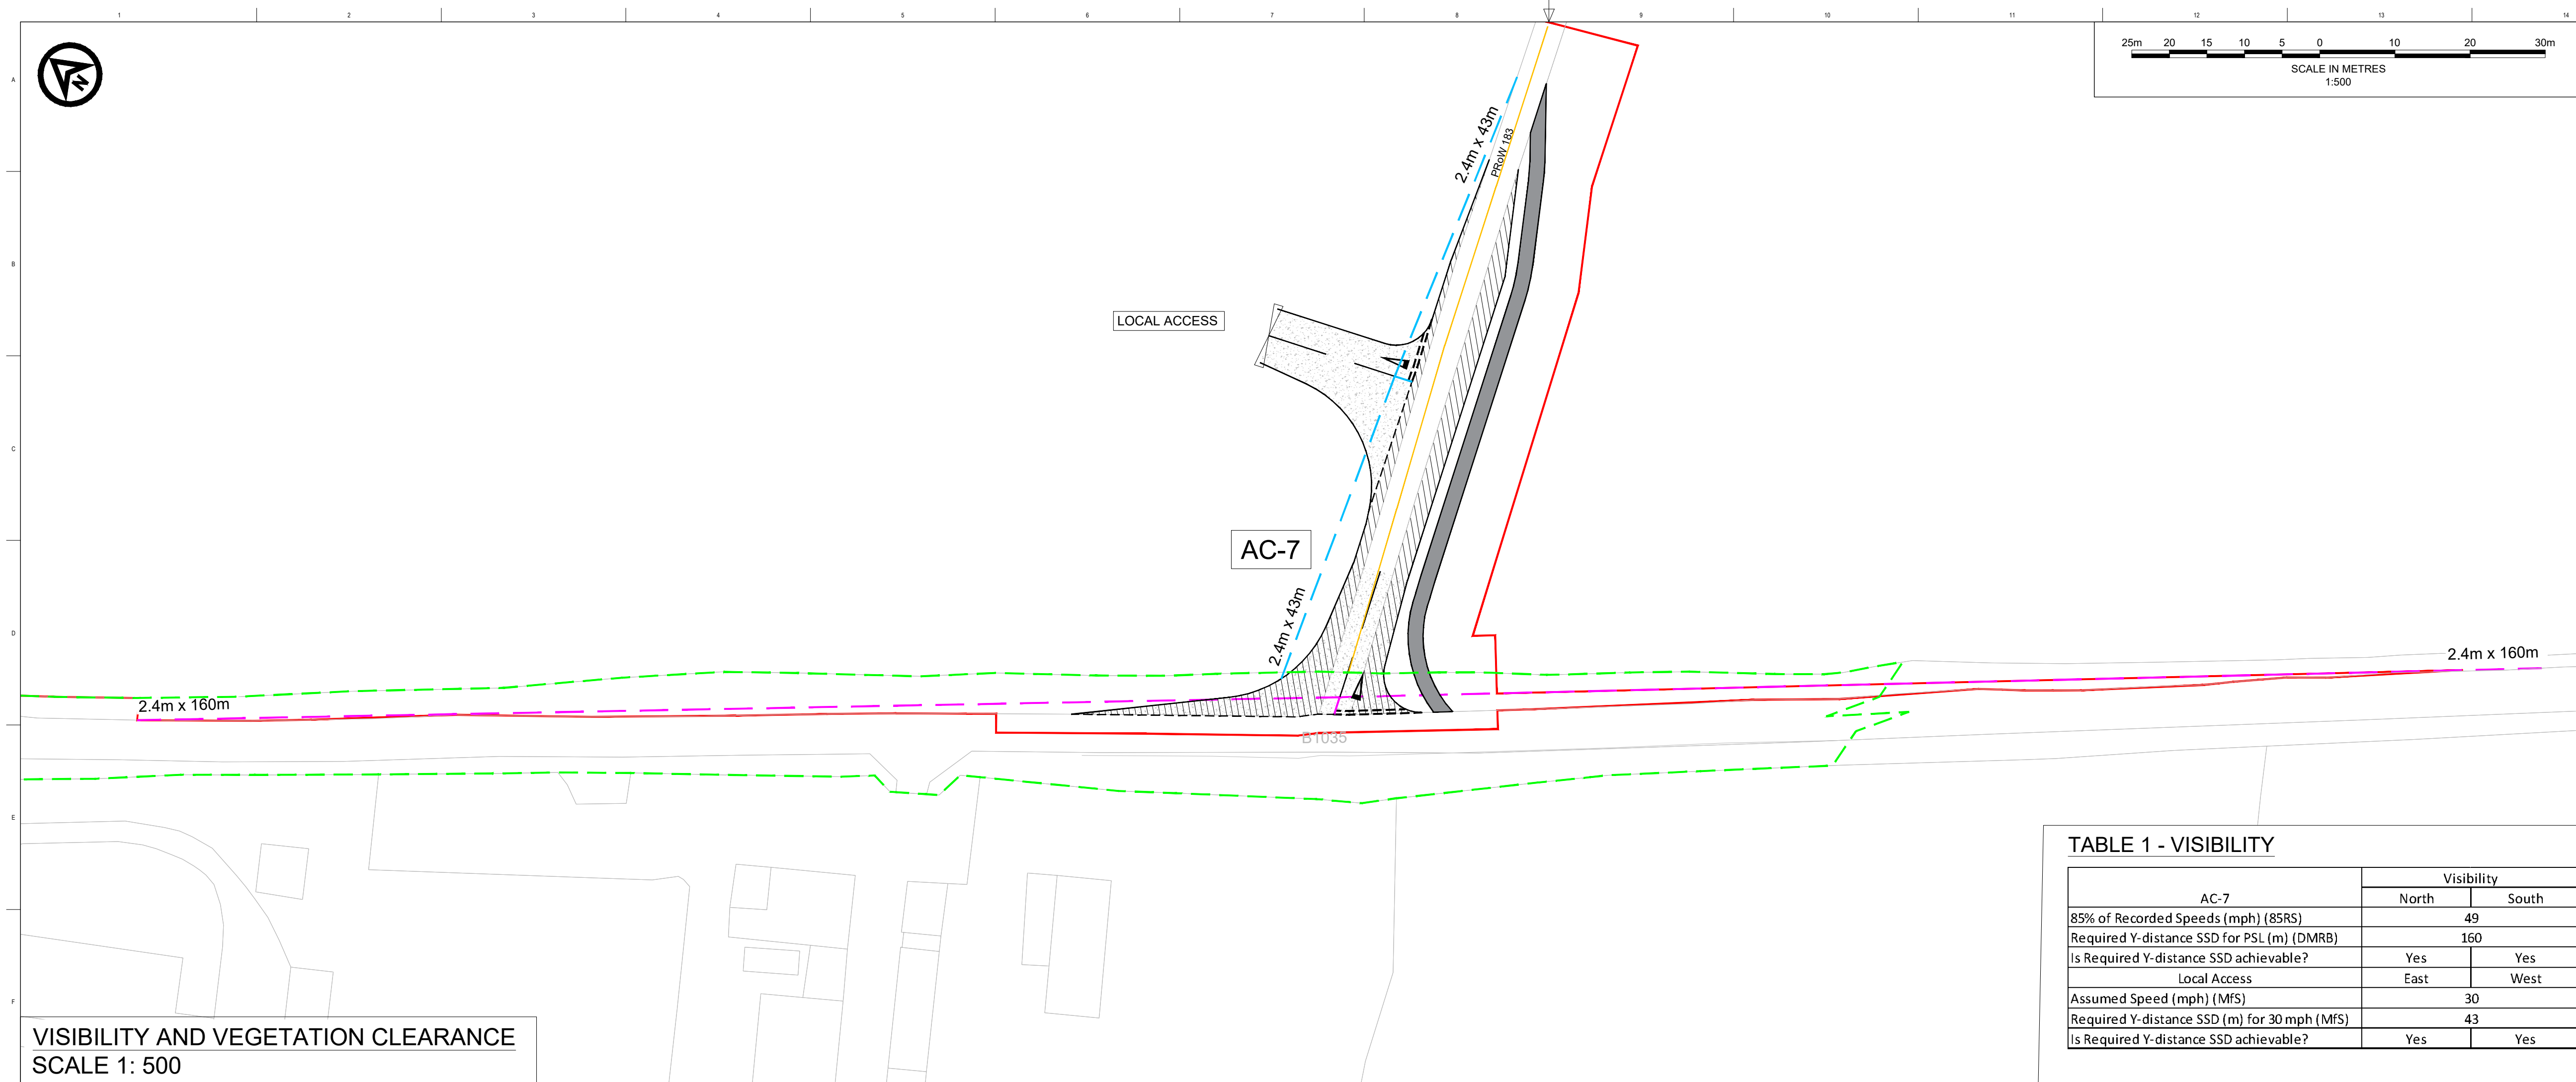 1 2 3 4 5 6 7 8 9 10 11 12 13 14
A
B
C
D
E
F
N
25m 20 15 10 5 0 10 20 30m
SCALE IN METRES
1:500
2.4m x 43m
PRoW 183
LOCAL ACCESS
AC-7
2.4m x 43m
2.4m x 160m
2.4m x 160m
B1035
TABLE 1 - VISIBILITY
Visibility
AC-7 North South
85% of Recorded Speeds (mph) (85RS) 49
Required Y-distance SSD for PSL (m) (DMRB) 160
Is Required Y-distance SSD achievable? Yes Yes
Local Access East West
Assumed Speed (mph) (MfS) 30
Required Y-distance SSD (m) for 30 mph (MfS) 43
Is Required Y-distance SSD achievable? Yes Yes
VISIBILITY AND VEGETATION CLEARANCE
SCALE 1: 500